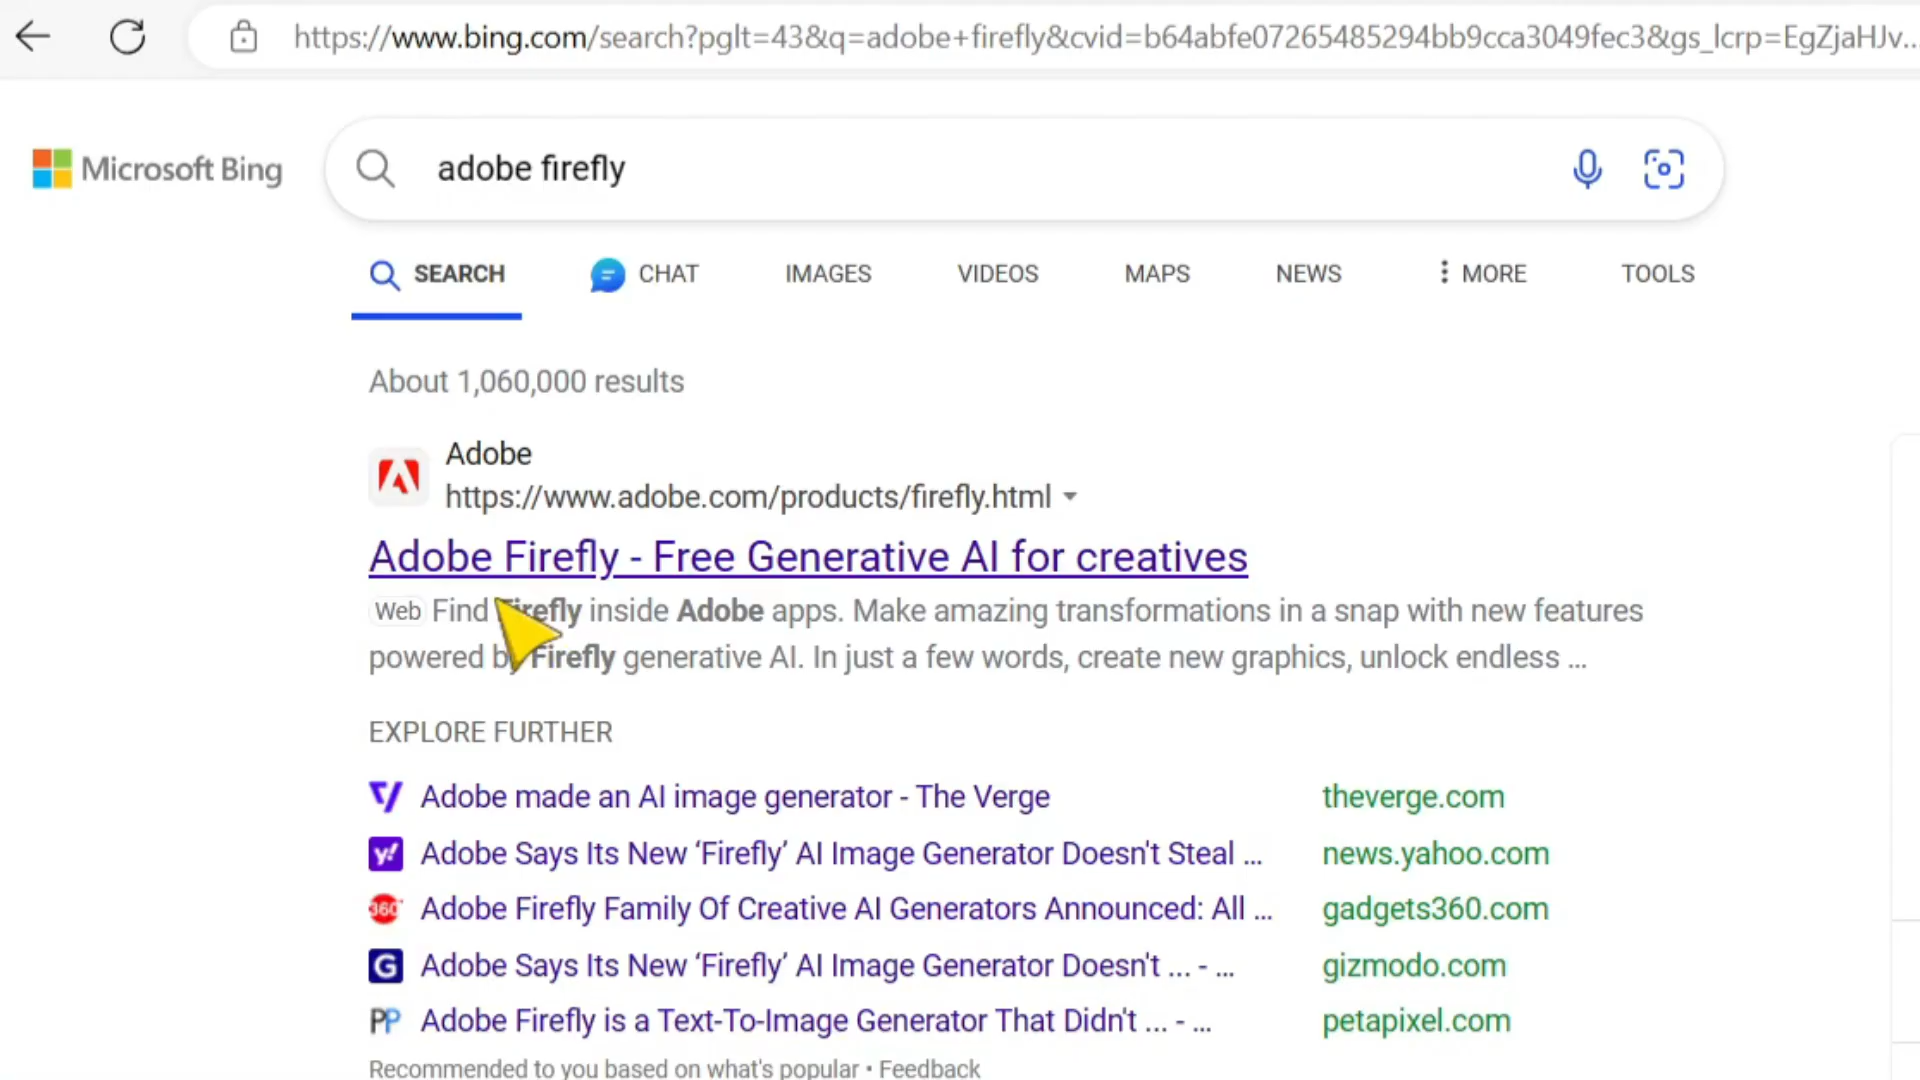 https://www.bing.com/search?pglt=43&q=adobe+firefly&cvid=b64abfe07265485294bb9cca3049fec3&gs_lcrp=EgZjaHJv...
Microsoft Bing
adobe firefly
SEARCH CHAT IMAGES VIDEOS MAPS NEWS MORE TOOLS
About 1,060,000 results
Adobe
https://www.adobe.com/products/firefly.html
Adobe Firefly - Free Generative AI for creatives
Web Find Firefly inside Adobe apps. Make amazing transformations in a snap with new features
powered by Firefly generative AI. In just a few words, create new graphics, unlock endless ...
EXPLORE FURTHER
Adobe made an AI image generator - The Verge theverge.com
y! Adobe Says Its New ‘Firefly’ AI Image Generator Doesn't Steal ... news.yahoo.com
360 Adobe Firefly Family Of Creative AI Generators Announced: All ... gadgets360.com
G Adobe Says Its New ‘Firefly’ AI Image Generator Doesn't ... - ... gizmodo.com
PP Adobe Firefly is a Text-To-Image Generator That Didn't ... - ... petapixel.com
Recommended to you based on what's popular • Feedback